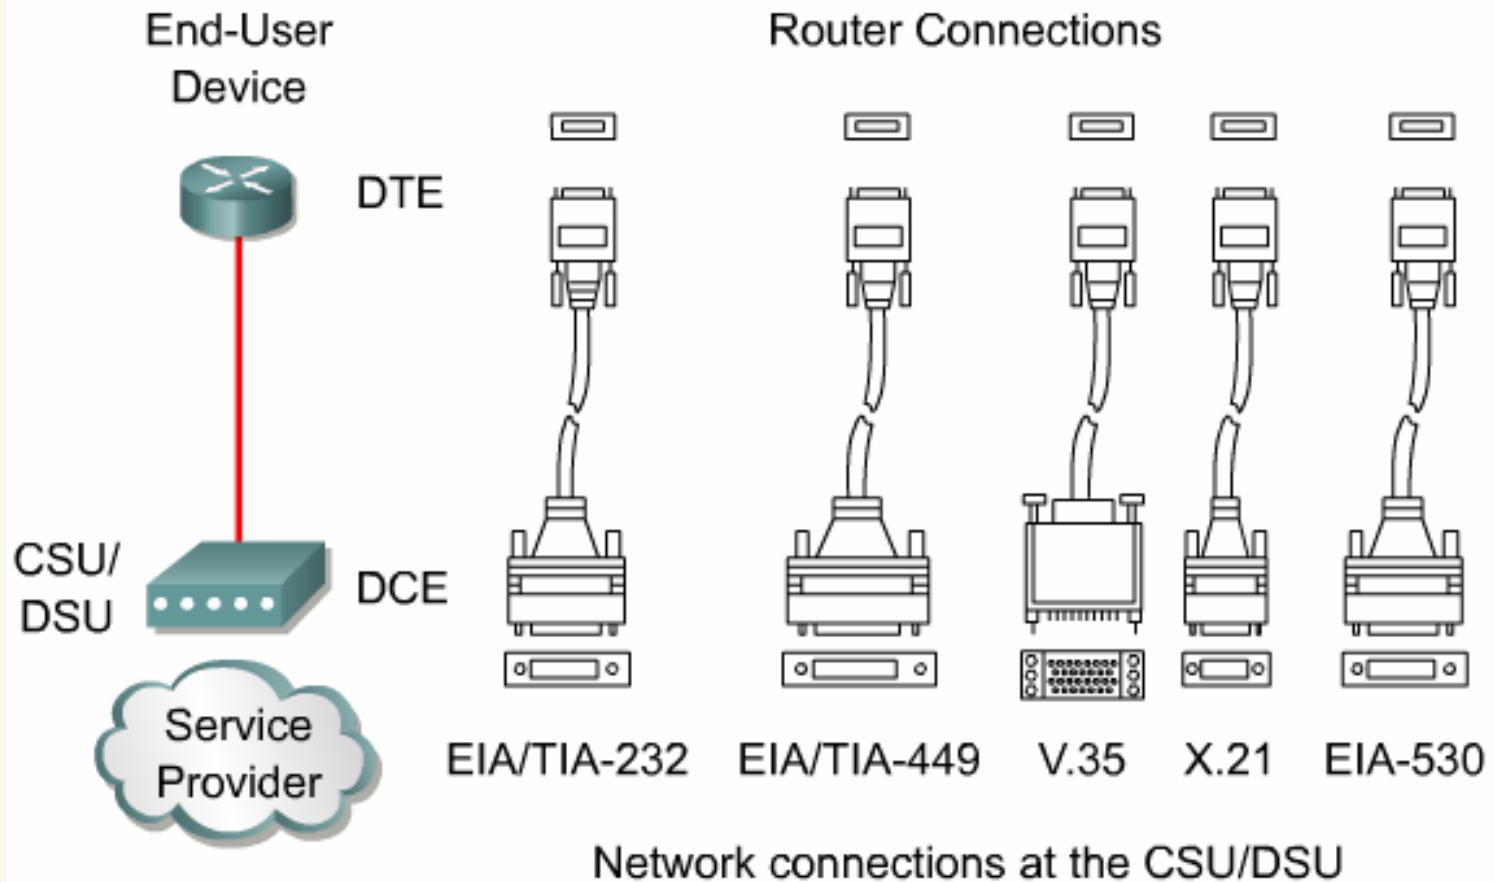 End-User
Device
Router Connections
DTE
CSU/
DSU
DCE
Service
Provider
EIA/TIA-232
EIA/TIA-449
V.35
X.21
EIA-530
Network connections at the CSU/DSU